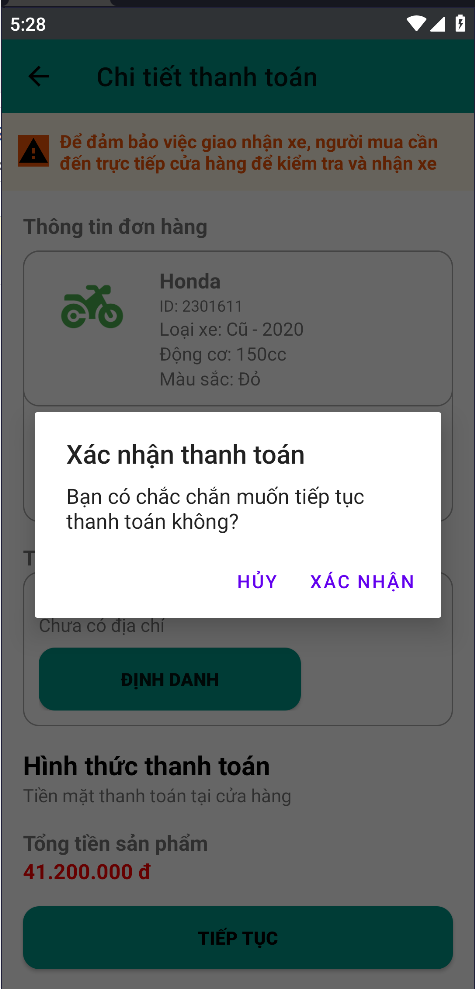 5:28
Chi tiết thanh toán
Để đảm bảo việc giao nhận xe, người mua cần
đến trực tiếp cửa hàng để kiểm tra và nhận xe
Thông tin đơn hàng
Honda
ID: 2301611
Loại xe: Cũ - 2020
Động cơ: 150cc
Màu sắc: Đỏ
Xác nhận thanh toán
Bạn có chắc chắn muốn tiếp tục
thanh toán không?
HỦY XÁC NHẬN
Chưa có địa chỉ
ĐỊNH DANH
Hình thức thanh toán
Tiền mặt thanh toán tại cửa hàng
Tổng tiền sản phẩm
41.200.000 đ
TIẾP TỤC